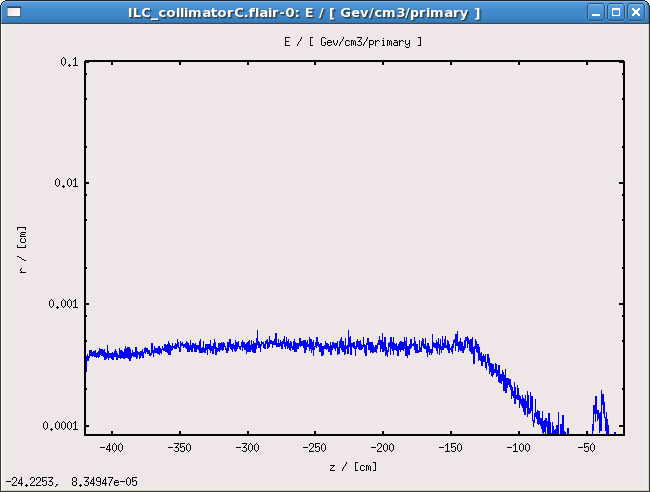 ILC_collimatorC.flair-0: E / [ Gev/cm3/primary ]
E / [ Gev/cm3/primary ]
0.1
0.01
r / [cm]
0.001
0.0001
-400 -350 -300 -250 -200 -150 -100 -50
z / [cm]
-24.2253, 8.34947e-05